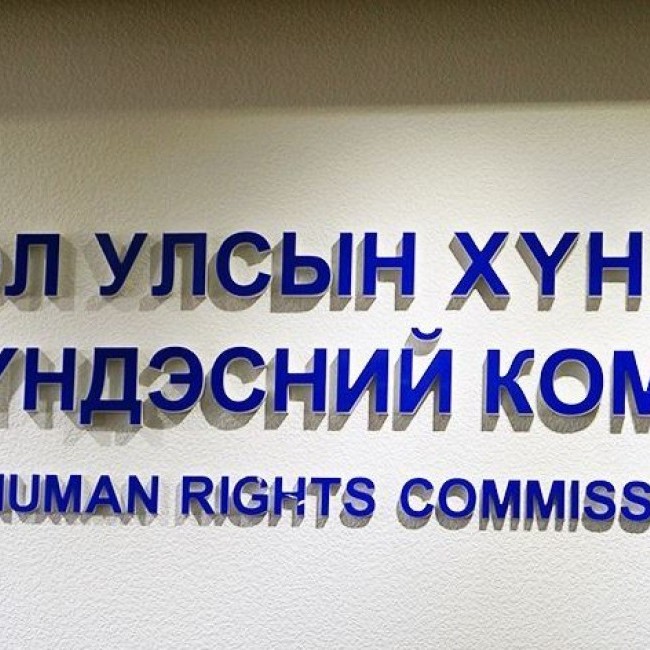 ОЛ УЛСЫН ХҮН
ҮНДЭСНИЙ КОМ
HUMAN RIGHTS COMMISS